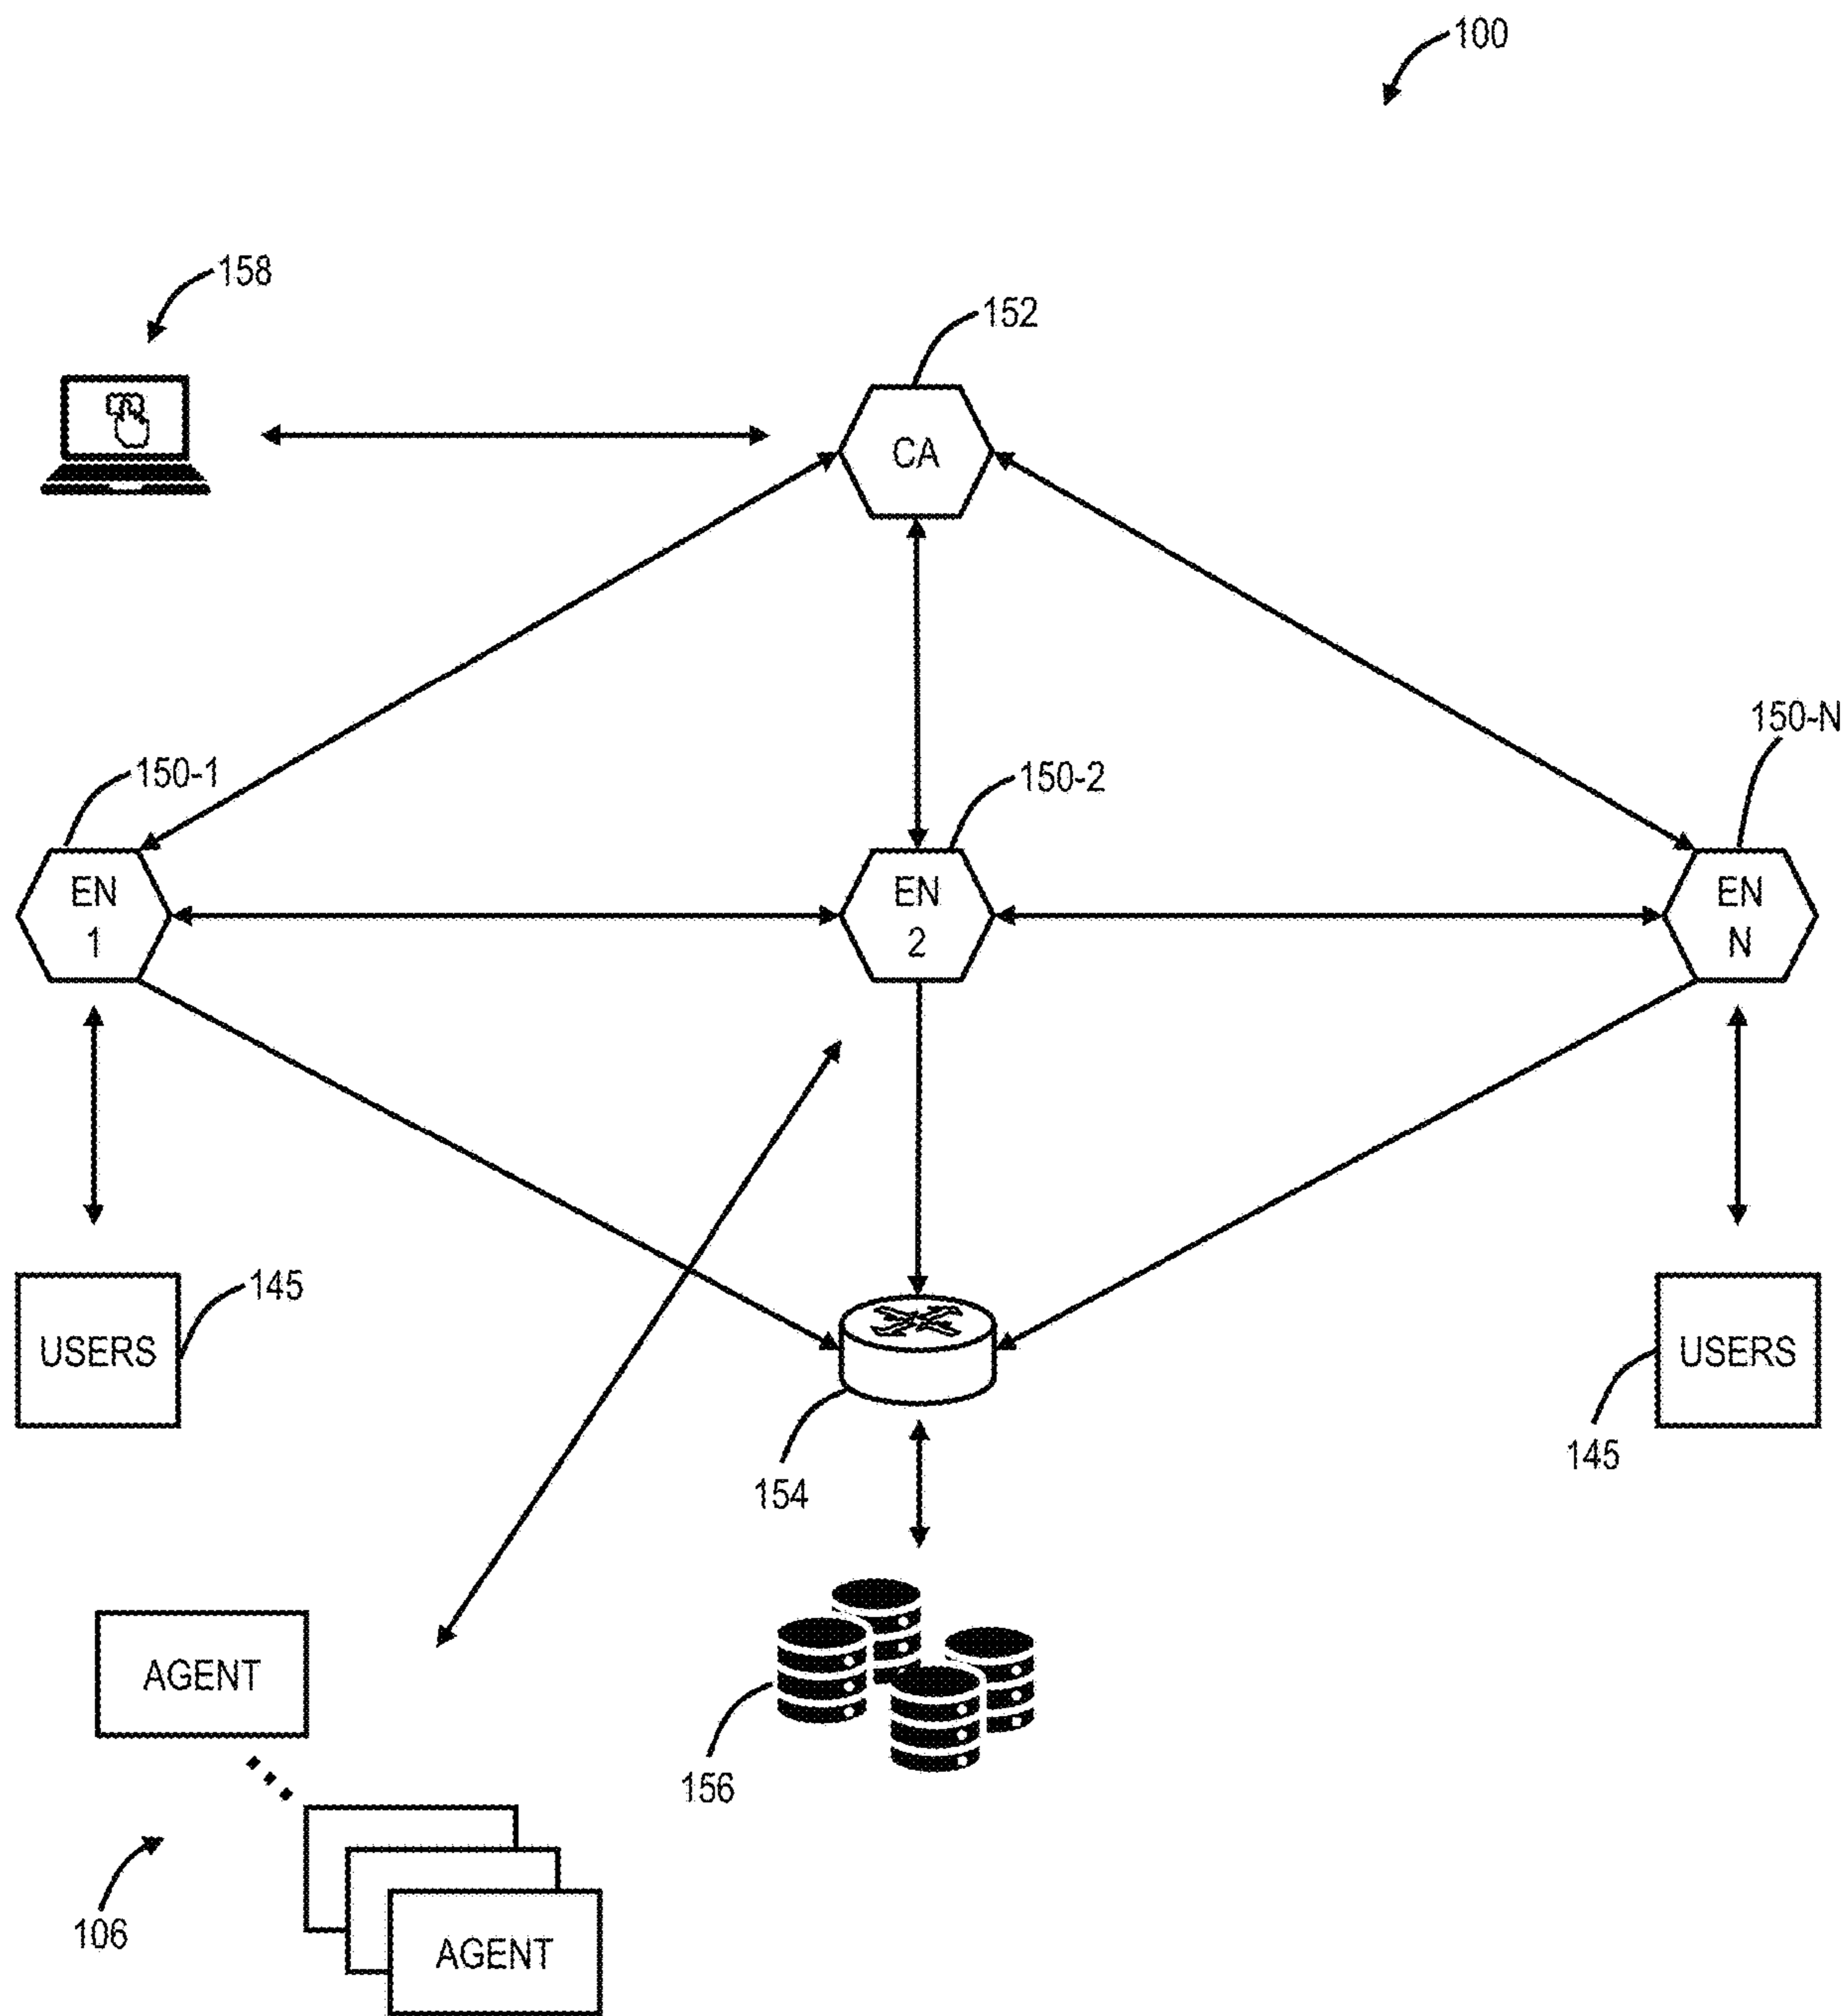 100
158
152
CA
150-N
150-1
150-2
EN
1
EN
2
EN
N
145
USERS
USERS
145
154
AGENT
156
106
AGENT